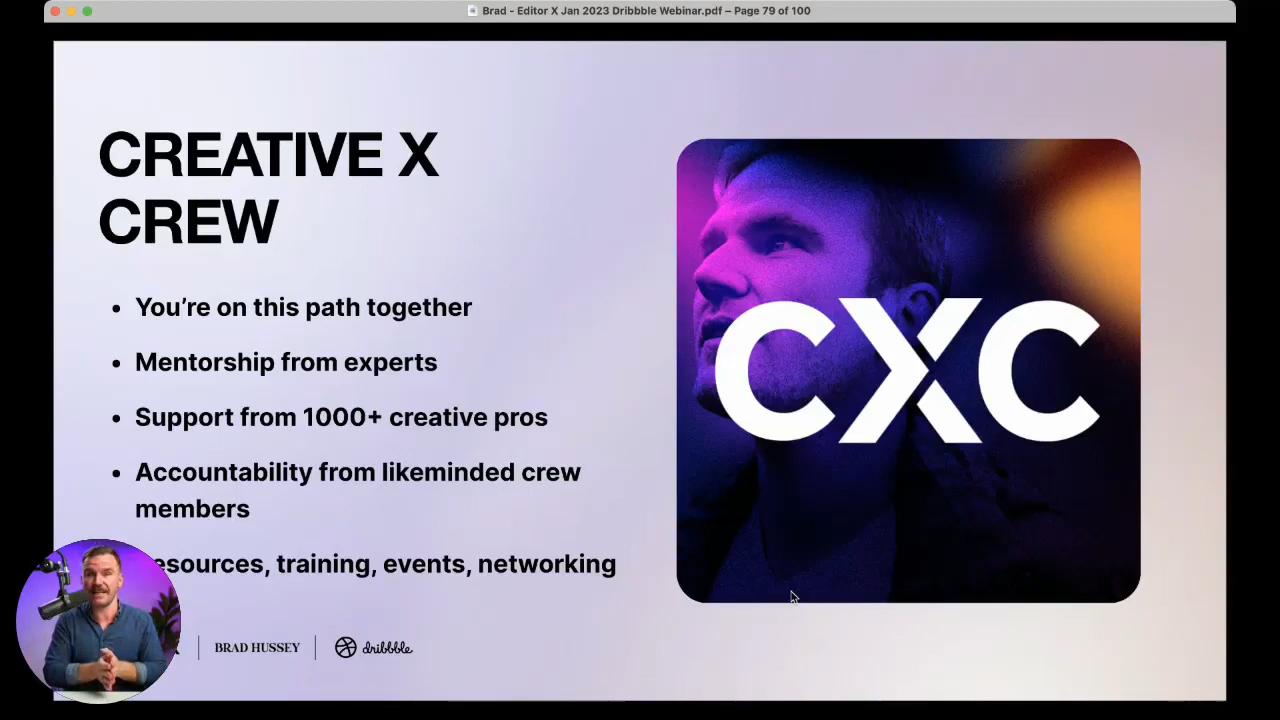 Brad - Editor X Jan 2023 Dribbble Webinar.pdf – Page 79 of 100
CREATIVE X
CREW
• You’re on this path together
• Mentorship from experts
• Support from 1000+ creative pros
• Accountability from likeminded crew
members
training, events, networking
CXC
BRAD HUSSEY
dribbble